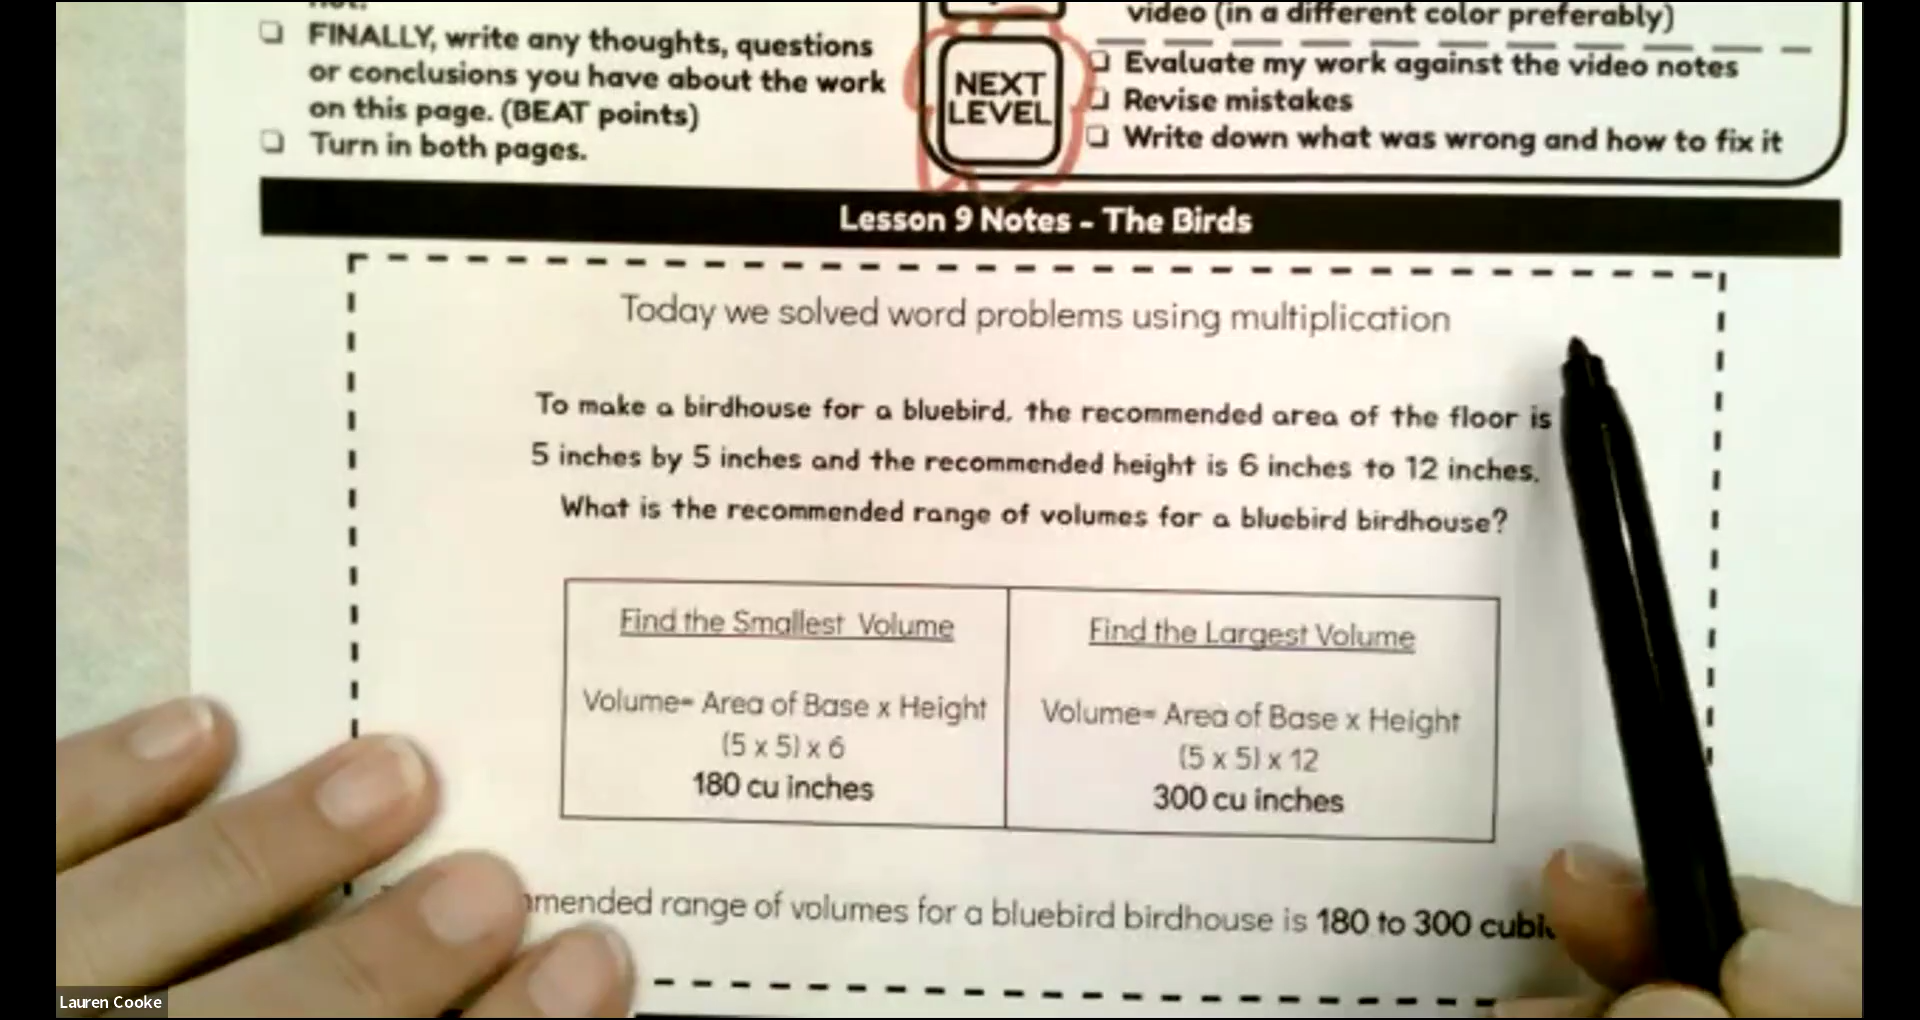 FINALLY, write any thoughts, questions
or conclusions you have about the work
on this page. (BEAT points)
Turn in both pages.
video (in a different color preferably)
NEXT
LEVEL
Evaluate my work against the video notes
Revise mistakes
Write down what was wrong and how to fix it
Lesson 9 Notes - The Birds
Today we solved word problems using multiplication
To make a birdhouse for a bluebird, the recommended area of the floor is
5 inches by 5 inches and the recommended height is 6 inches to 12 inches.
What is the recommended range of volumes for a bluebird birdhouse?
Find the Smallest Volume
Volume= Area of Base x Height
(5 x 5) x 6
180 cu inches
Find the Largest Volume
Volume= Area of Base x Height
(5 x 5) x 12
300 cu inches
range of volumes for a bluebird birdhouse is 180 to 300
Lauren Cooke